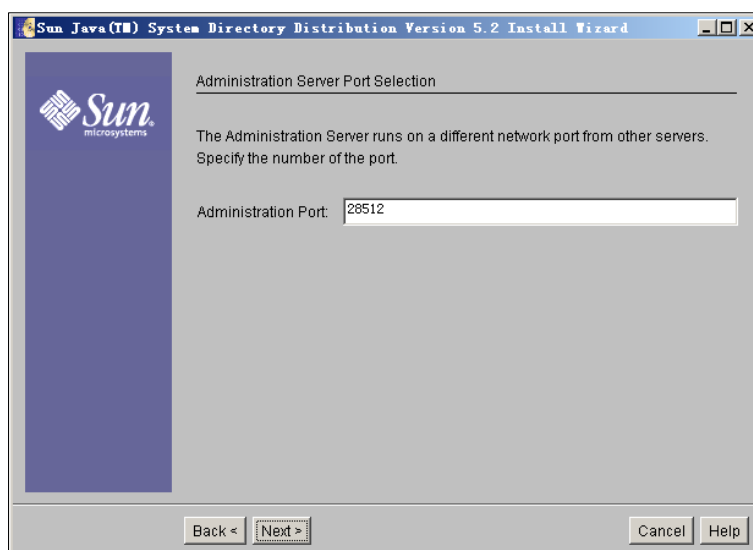 Sun Java(TM) System Directory Distribution Version 5.2 Install Wizard
Sun
microsystems
Administration Server Port Selection
The Administration Server runs on a different network port from other servers.
Specify the number of the port.
Administration Port: 28512
Back <
Next >
Cancel
Help